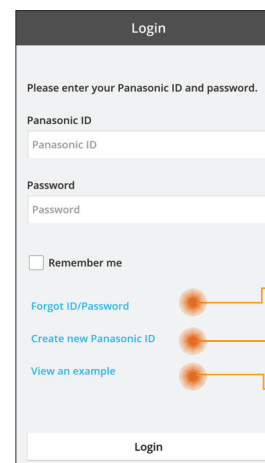 Login
Please enter your Panasonic ID and password.
Panasonic ID
Panasonic ID
Password
Password
Remember me
Forgot ID/Password
Create new Panasonic ID
View an example
Login